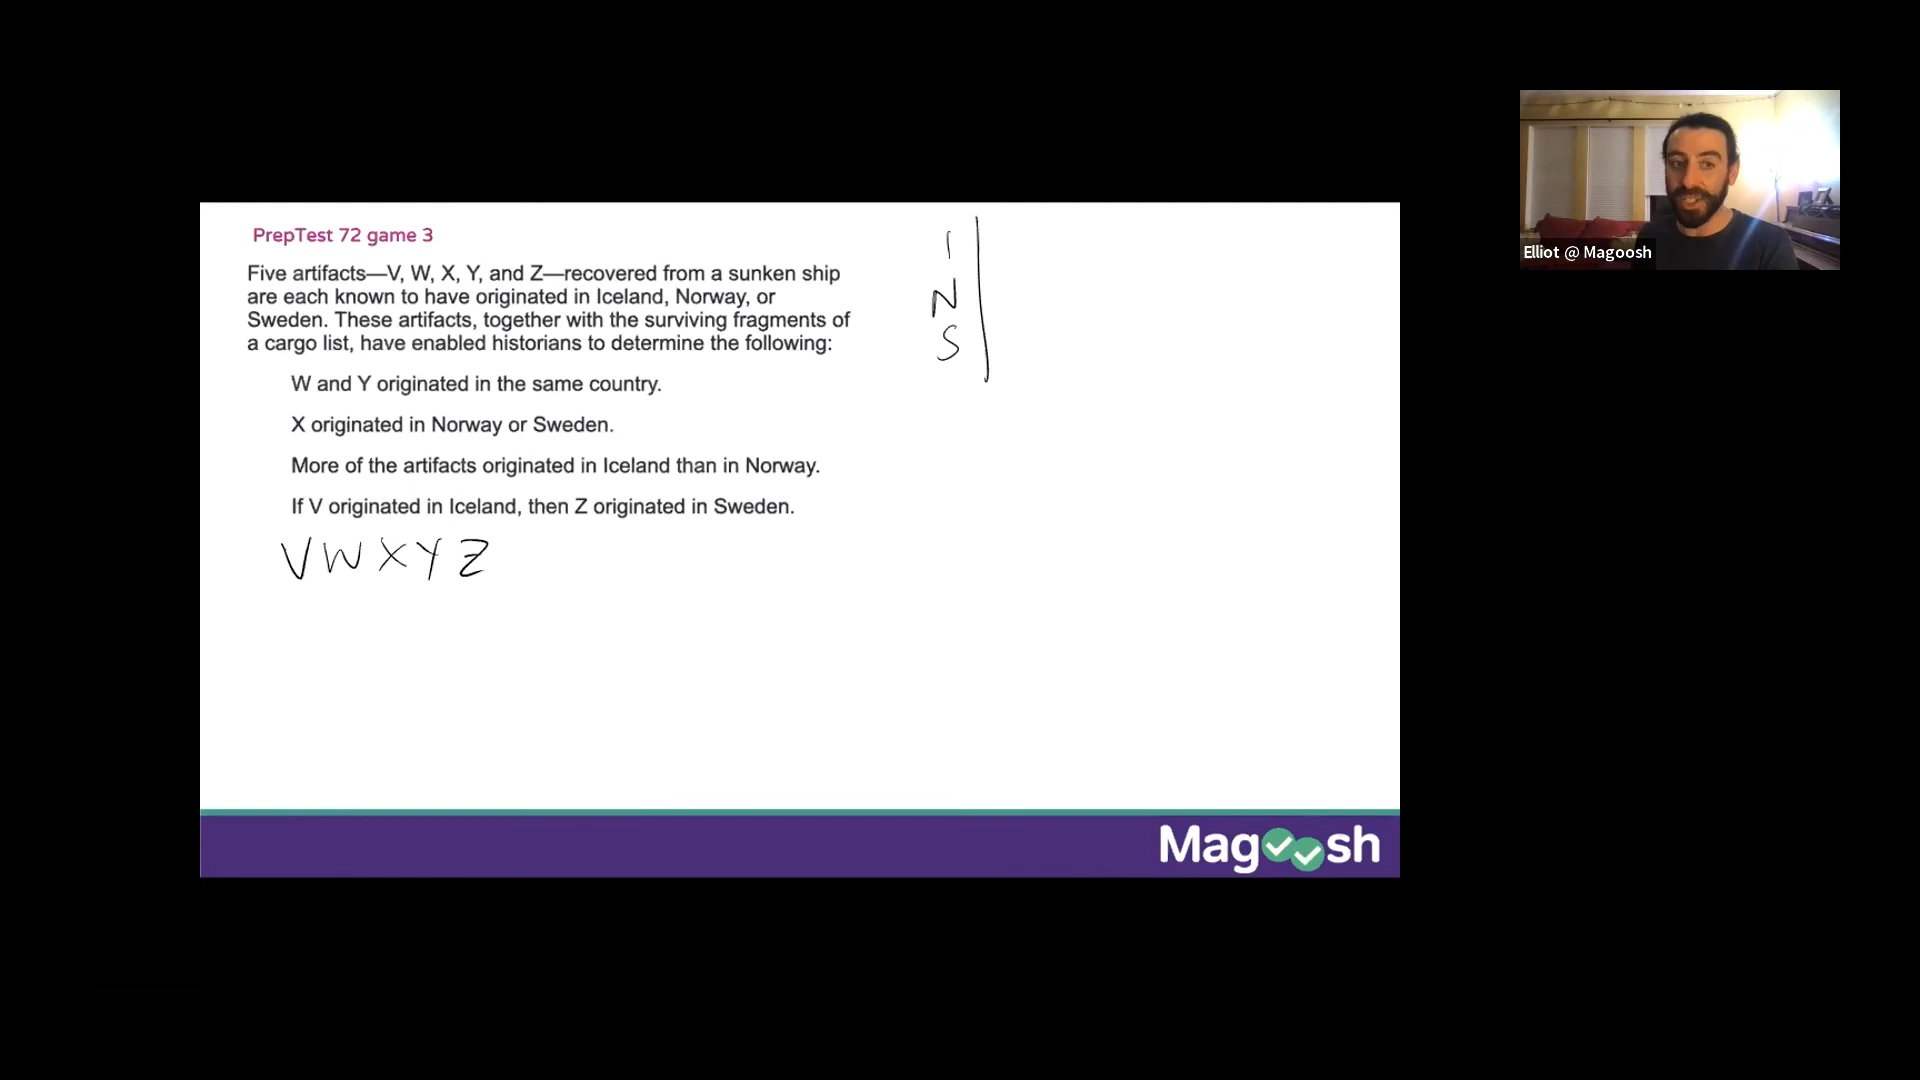 PrepTest 72 game 3
Five artifacts—V, W, X, Y, and Z—recovered from a sunken ship
are each known to have originated in Iceland, Norway, or
Sweden. These artifacts, together with the surviving fragments of
a cargo list, have enabled historians to determine the following:
W and Y originated in the same country.
X originated in Norway or Sweden.
More of the artifacts originated in Iceland than in Norway.
If V originated in Iceland, then Z originated in Sweden.
V W X Y Z
I
N
S
Magoosh
Elliot @ Magoosh